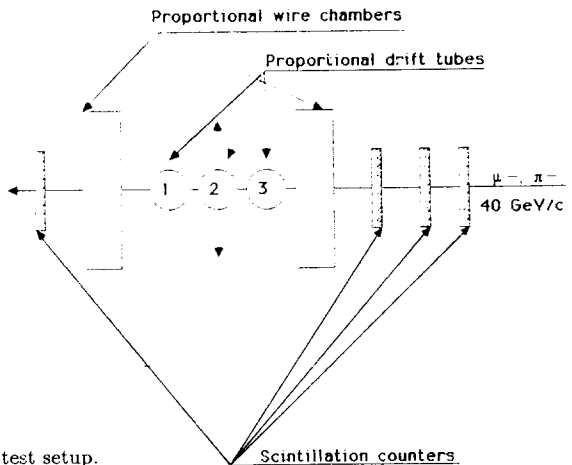 Proportional wire chambers
Proportional drift tubes
1 2 3
μ-, π-
40 GeV/c
test setup.
Scintillation counters